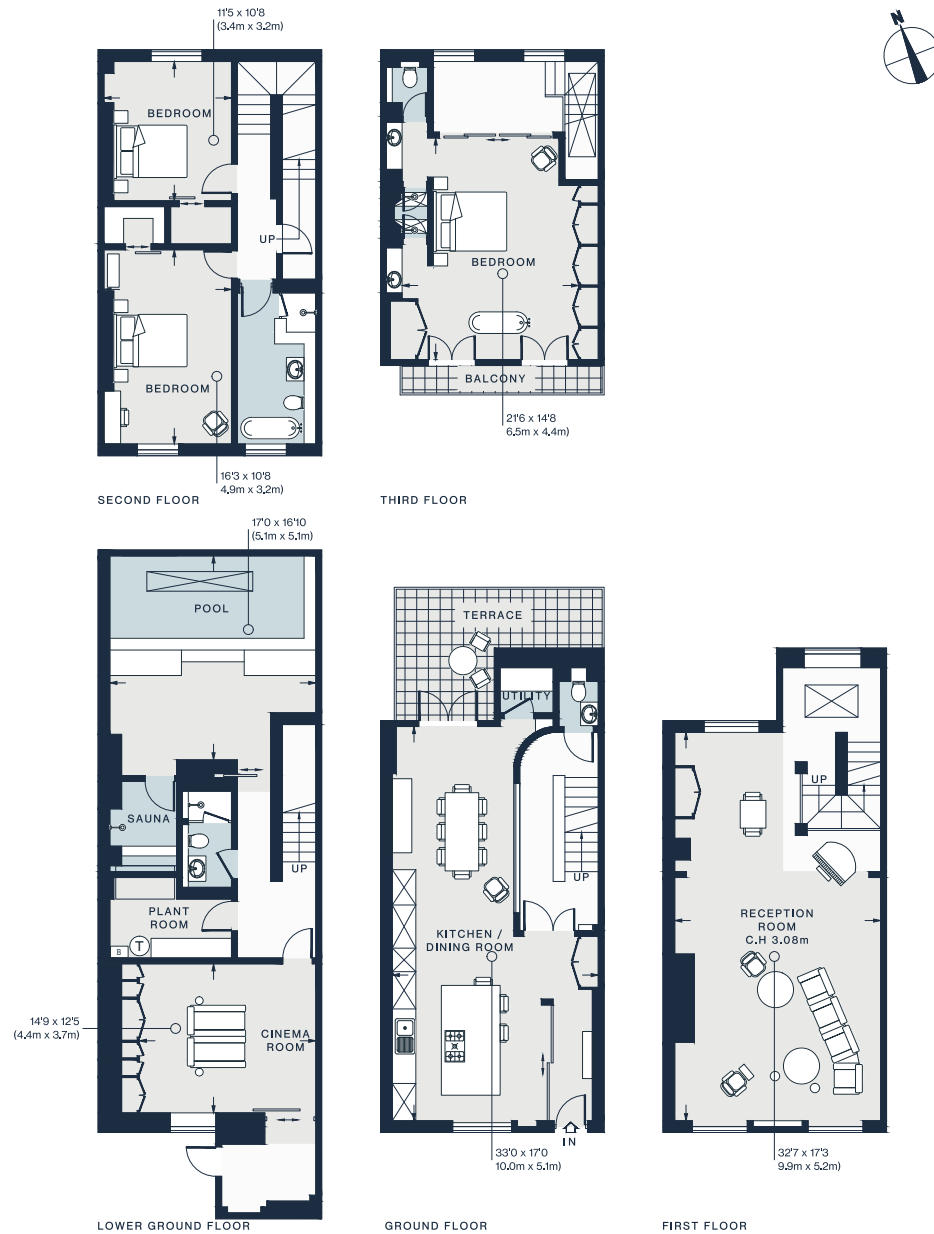 11'5 x 10'8
(3.4m x 3.2m)
N
BEDROOM
UP
BEDROOM
16'3 x 10'8
4.9m x 3.2m)
SECOND FLOOR
BEDROOM
BALCONY
21'6 x 14'8
6.5m x 4.4m)
THIRD FLOOR
17'0 x 16'10
(5.1m x 5.1m)
POOL
SAUNA
UP
PLANT
ROOM
B
T
14'9 x 12'5
(4.4m x 3.7m)
CINEMA
ROOM
LOWER GROUND FLOOR
TERRACE
UTILITY
UP
KITCHEN /
DINING ROOM
IN
33'0 x 17'0
10.0m x 5.1m)
GROUND FLOOR
UP
RECEPTION
ROOM
C.H 3.08m
32'7 x 17'3
9.9m x 5.2m)
FIRST FLOOR